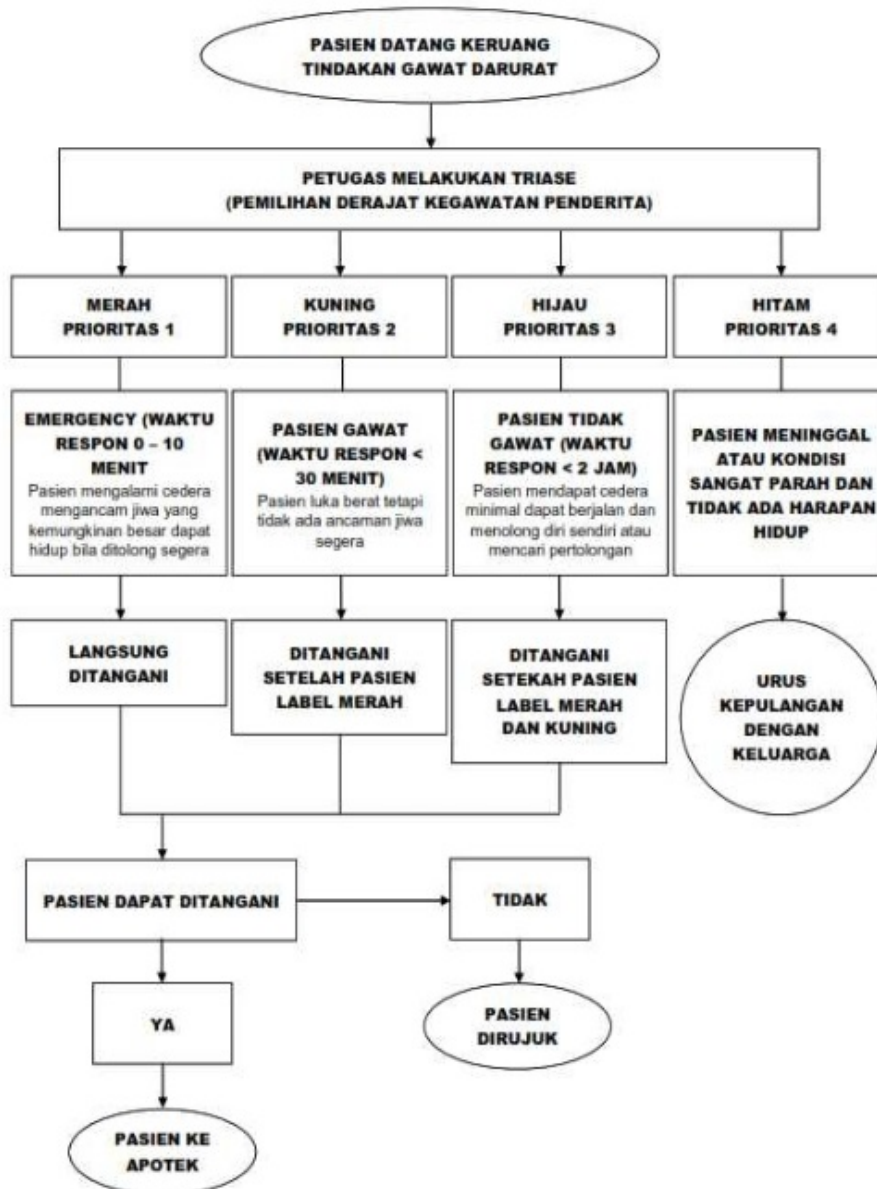 PASIEN DATANG KERUANG
TINDAKAN GAWAT DARURAT
PETUGAS MELAKUKAN TRIASE
(PEMILIHAN DERAJAT KEGAWATAN PENDERITA)
MERAH
PRIORITAS 1
KUNING
PRIORITAS 2
HIJAU
PRIORITAS 3
HITAM
PRIORITAS 4
EMERGENCY (WAKTU
RESPON 0 – 10
MENIT
Pasien mengalami cedera
mengancam jiwa yang
kemungkinan besar dapat
hidup bila ditolong segera
PASIEN GAWAT
(WAKTU RESPON <
30 MENIT)
Pasien luka berat tetapi
tidak ada ancaman jiwa
segera
PASIEN TIDAK
GAWAT (WAKTU
RESPON < 2 JAM)
Pasien mendapat cedera
minimal dapat berjalan dan
menolong diri sendiri atau
mencari pertolongan
PASIEN MENINGGAL
ATAU KONDISI
SANGAT PARAH DAN
TIDAK ADA HARAPAN
HIDUP
LANGSUNG
DITANGANI
DITANGANI
SETELAH PASIEN
LABEL MERAH
DITANGANI
SETEKAH PASIEN
LABEL MERAH
DAN KUNING
URUS
KEPULANGAN
DENGAN
KELUARGA
PASIEN DAPAT DITANGANI
TIDAK
YA
PASIEN
DIRUJUK
PASIEN KE
APOTEK